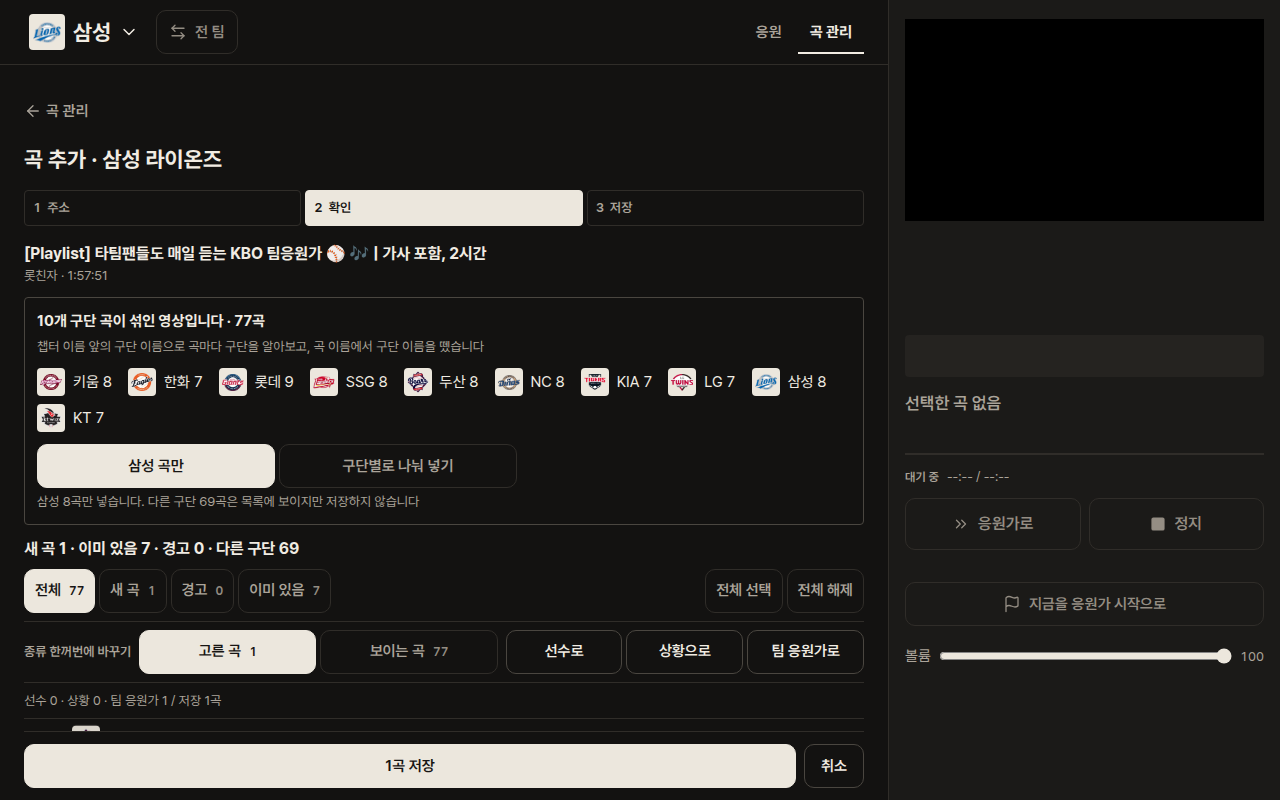 Lions 삼성 전 팀 응원 곡 관리
곡 관리
곡 추가 · 삼성 라이온즈
1 주소 2 확인 3 저장
[Playlist] 타팀팬들도 매일 듣는 KBO 팀응원가 ⚾ 🎶 | 가사 포함, 2시간
롯친자 · 1:57:51
10개 구단 곡이 섞인 영상입니다 · 77곡
챕터 이름 앞의 구단 이름으로 곡마다 구단을 알아보고, 곡 이름에서 구단 이름을 뗐습니다
키움 8 한화 7 롯데 9 SSG 8 두산 8 NC 8 KIA 7 LG 7 삼성 8
KT 7
삼성 곡만 구단별로 나눠 넣기
삼성 8곡만 넣습니다. 다른 구단 69곡은 목록에 보이지만 저장하지 않습니다
새 곡 1 · 이미 있음 7 · 경고 0 · 다른 구단 69
전체 77 새 곡 1 경고 0 이미 있음 7 전체 선택 전체 해제
종류 한꺼번에 바꾸기 고른 곡 1 보이는 곡 77 선수로 상황으로 팀 응원가로
선수 0 · 상황 0 · 팀 응원가 1 / 저장 1곡
1곡 저장 취소
선택한 곡 없음
대기 중 --:-- / --:--
응원가로 정지
지금을 응원가 시작으로
볼륨 100